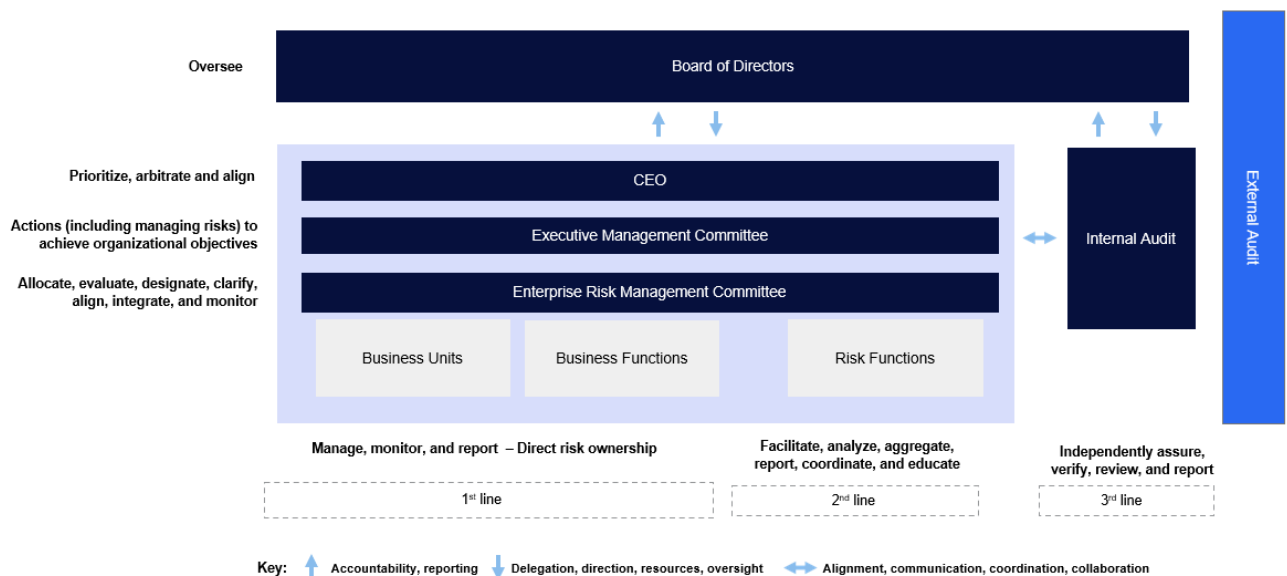 Oversee
Board of Directors
External Audit
Prioritize, arbitrate and align
CEO
Actions (including managing risks) to
achieve organizational objectives
Executive Management Committee
Internal Audit
Allocate, evaluate, designate, clarify,
align, integrate, and monitor
Enterprise Risk Management Committee
Business Units
Business Functions
Risk Functions
Manage, monitor, and report – Direct risk ownership
Facilitate, analyze, aggregate,
report, coordinate, and educate
Independently assure,
verify, review, and report
1st line
2nd line
3rd line
Key:
Accountability, reporting
Delegation, direction, resources, oversight
Alignment, communication, coordination, collaboration